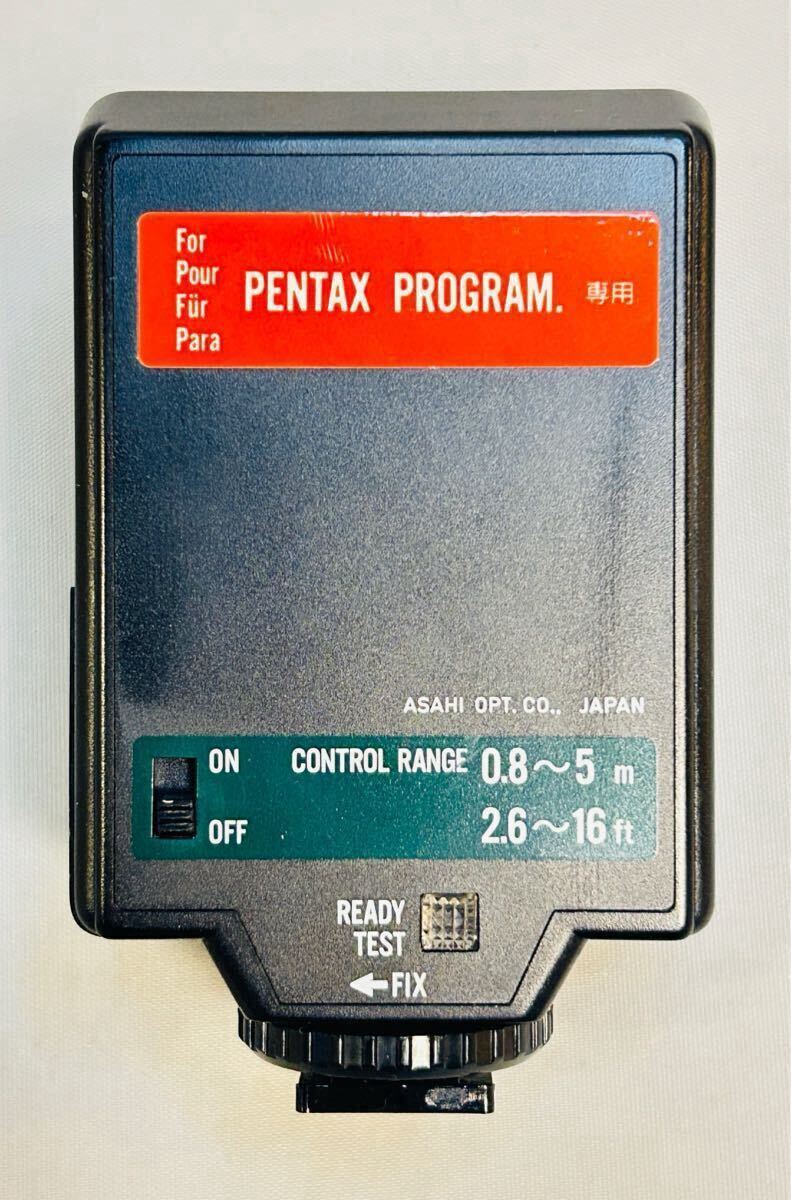 For
Pour
Für
Para
PENTAX PROGRAM. 専用
ASAHI OPT. CO., JAPAN
ON
OFF
CONTROL RANGE 0.8～5 m
2.6～16 ft
READY
TEST
←FIX